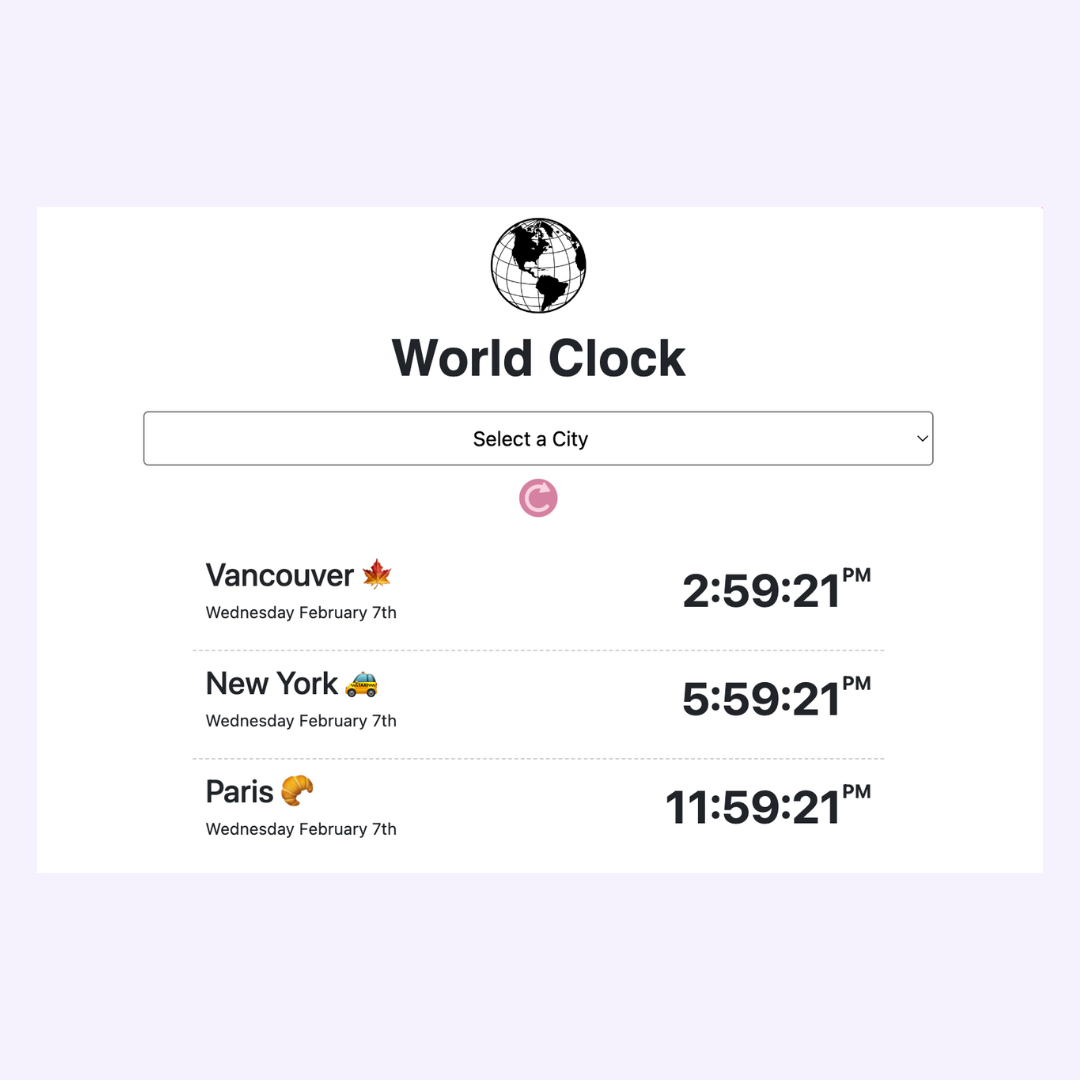 World Clock
Select a City
Vancouver 🍁
2:59:21 PM
Wednesday February 7th
New York 🚕
5:59:21 PM
Wednesday February 7th
Paris 🥐
11:59:21 PM
Wednesday February 7th